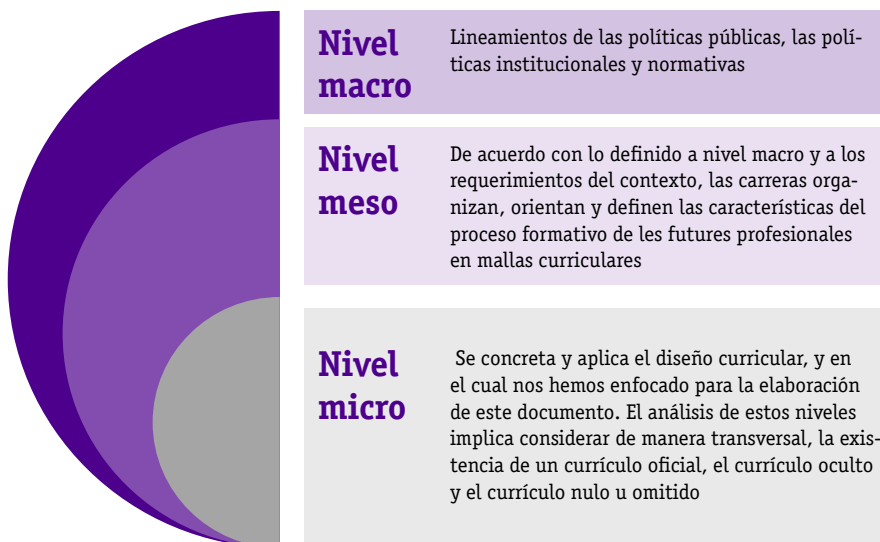 Nivel
macro
Lineamientos de las políticas públicas, las polí-
ticas institucionales y normativas
Nivel
meso
De acuerdo con lo definido a nivel macro y a los
requerimientos del contexto, las carreras orga-
nizan, orientan y definen las características del
proceso formativo de les futures profesionales
en mallas curriculares
Nivel
micro
Se concreta y aplica el diseño curricular, y en
el cual nos hemos enfocado para la elaboración
de este documento. El análisis de estos niveles
implica considerar de manera transversal, la exis-
tencia de un currículo oficial, el currículo oculto
y el currículo nulo u omitido